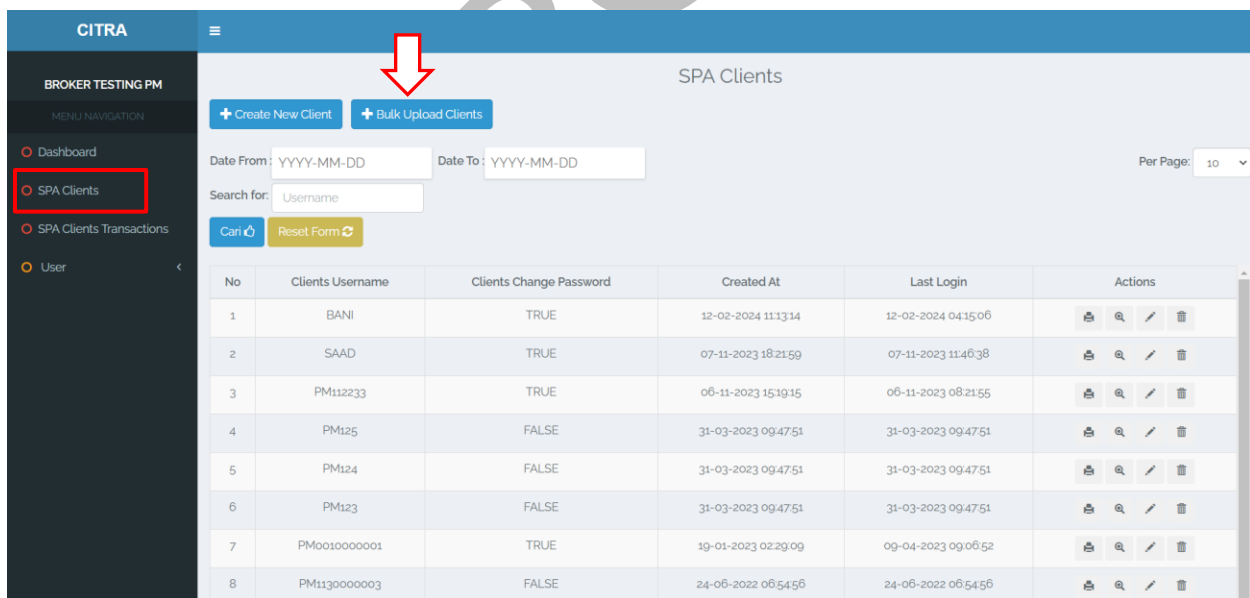 CITRA
BROKER TESTING PM
MENU NAVIGATION
Dashboard
SPA Clients
SPA Clients Transactions
User
SPA Clients
Create New Client Bulk Upload Clients
Date From : YYYY-MM-DD Date To : YYYY-MM-DD Per Page: 10
Search for: Username
Cari Reset Form
No Clients Username Clients Change Password Created At Last Login Actions
1 BANI TRUE 12-02-2024 11:13:14 12-02-2024 04:15:06
2 SAAD TRUE 07-11-2023 18:21:59 07-11-2023 11:46:38
3 PM112233 TRUE 06-11-2023 15:19:15 06-11-2023 08:21:55
4 PM125 FALSE 31-03-2023 09:47:51 31-03-2023 09:47:51
5 PM124 FALSE 31-03-2023 09:47:51 31-03-2023 09:47:51
6 PM123 FALSE 31-03-2023 09:47:51 31-03-2023 09:47:51
7 PM0010000001 TRUE 19-01-2023 02:29:09 09-04-2023 09:06:52
8 PM1130000003 FALSE 24-06-2022 06:54:56 24-06-2022 06:54:56